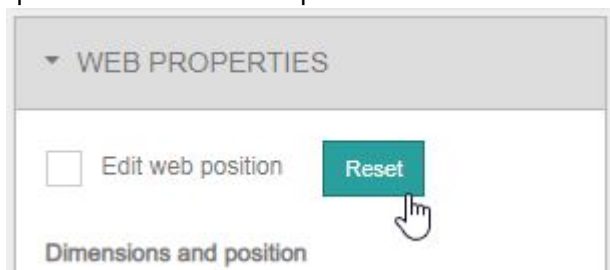 WEB PROPERTIES
Edit web position Reset
Dimensions and position